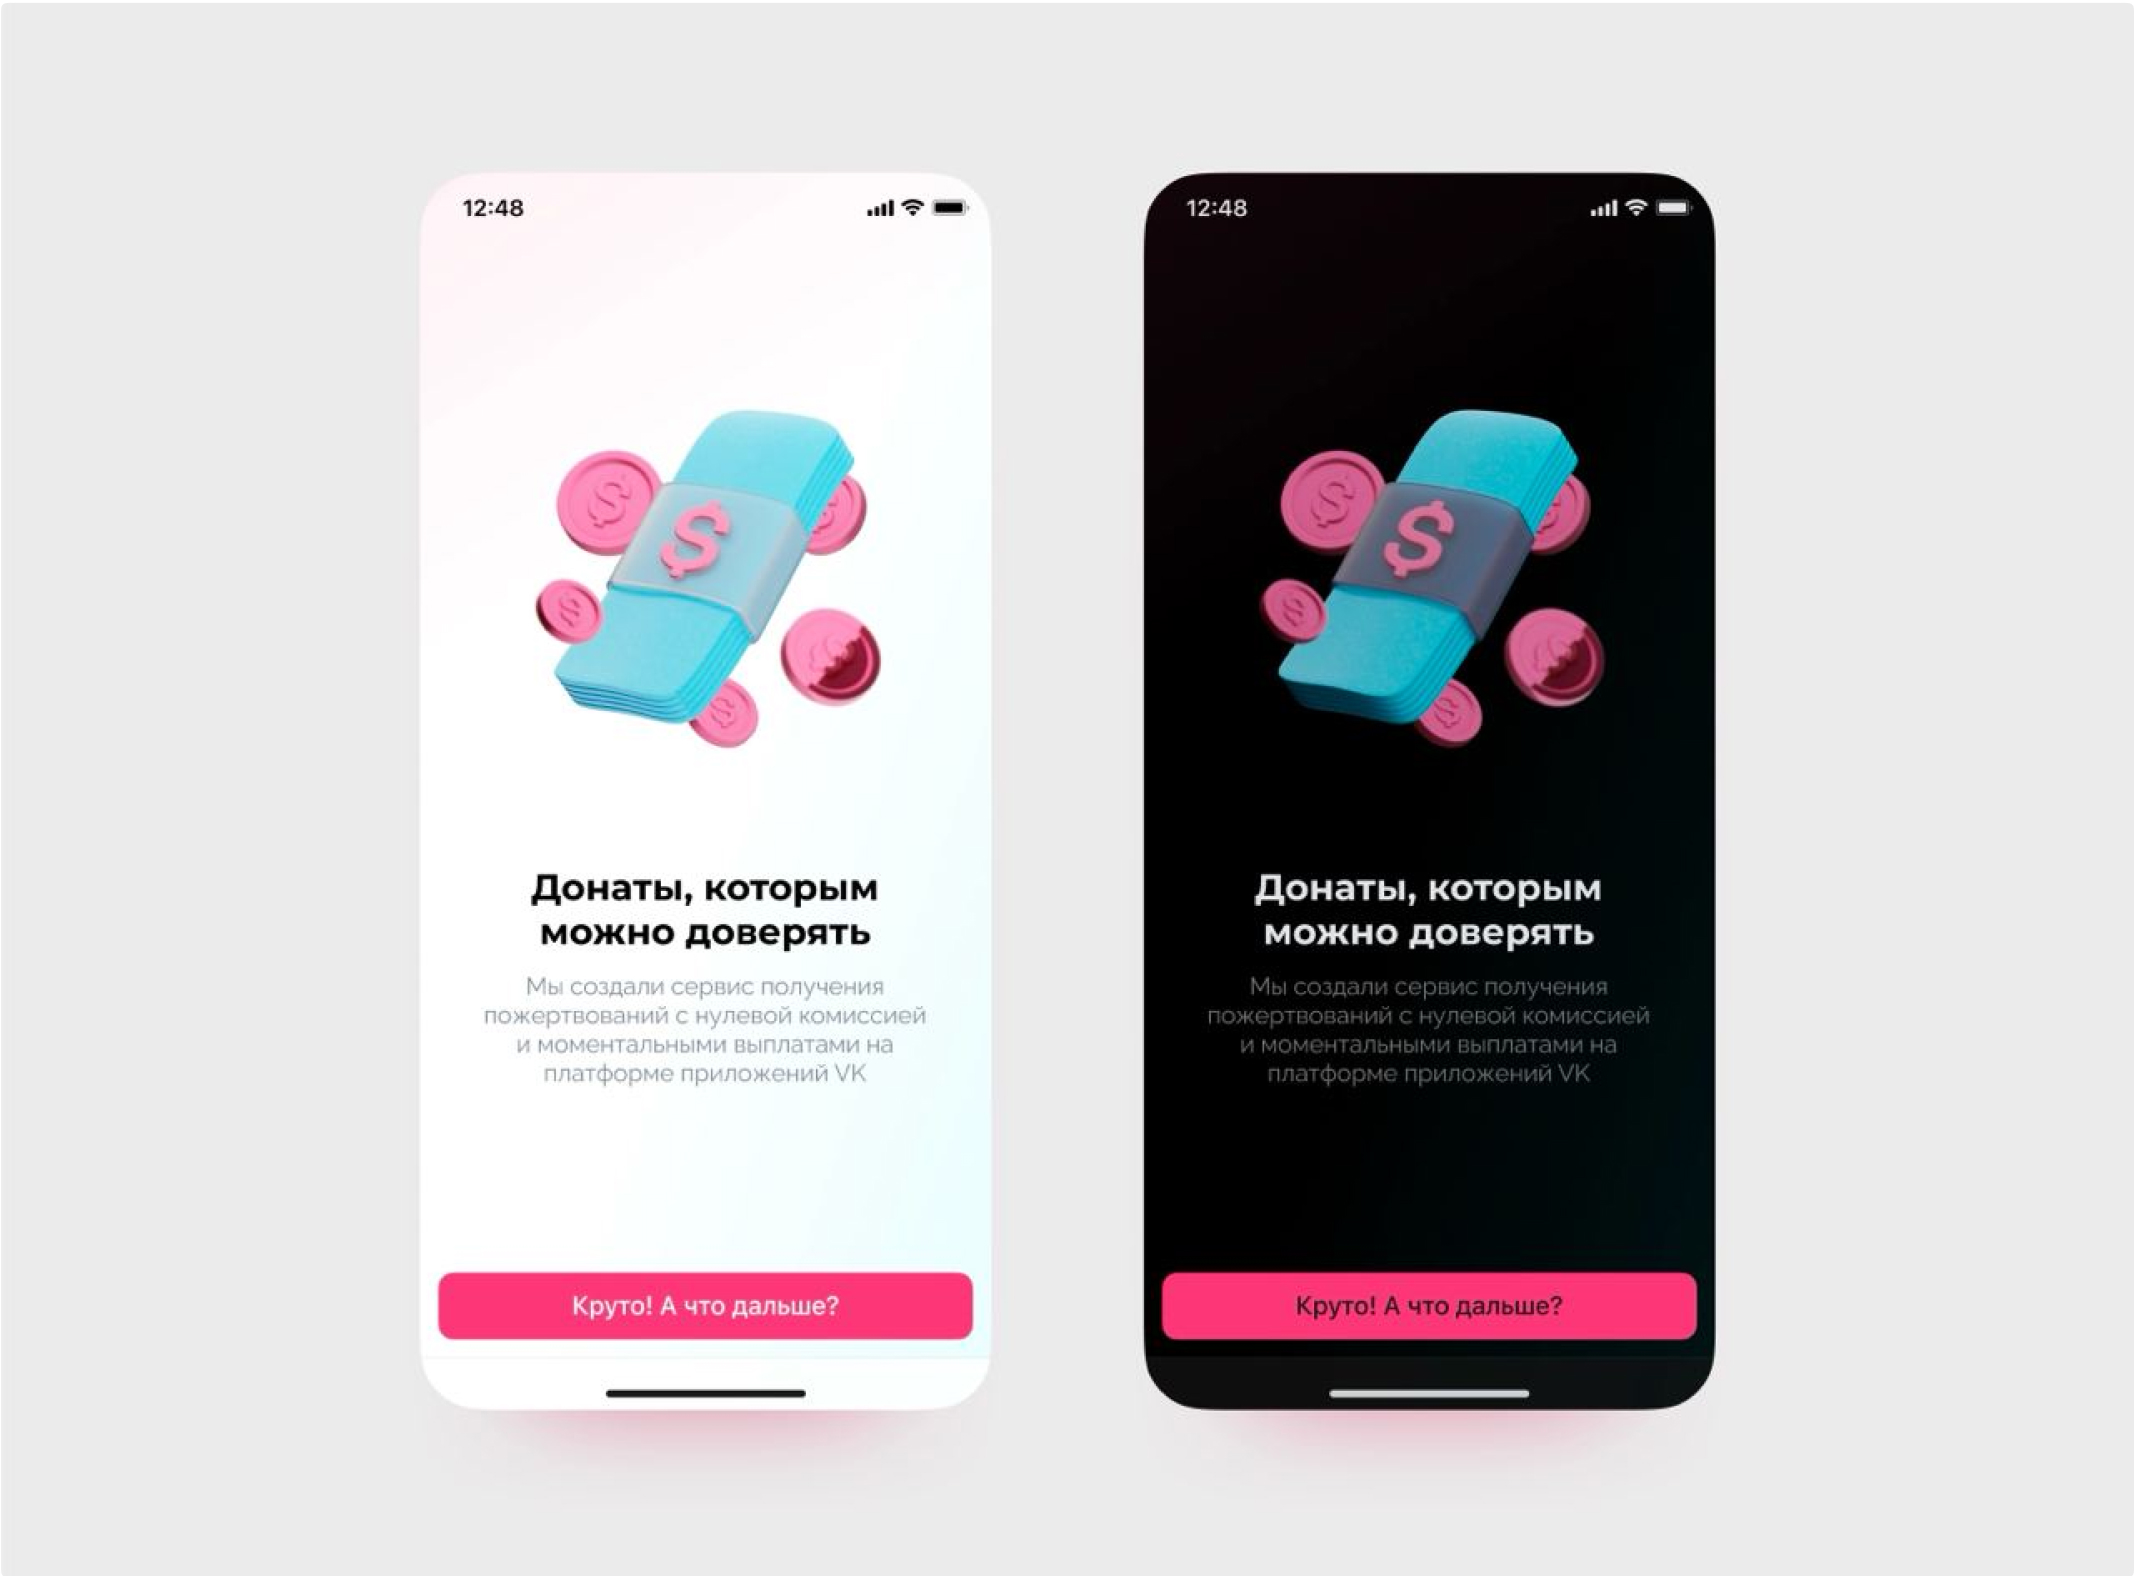 12:48
Донаты, которым
можно доверять
Мы создали сервис получения
пожертвований с нулевой комиссией
и моментальными выплатами на
платформе приложений VK
Круто! А что дальше?
12:48
Донаты, которым
можно доверять
Мы создали сервис получения
пожертвований с нулевой комиссией
и моментальными выплатами на
платформе приложений VK
Круто! А что дальше?